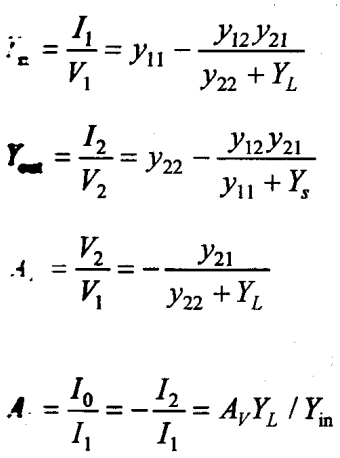 = I₁ / V₁ = y₁₁ − y₁₂y₂₁ / (y₂₂ + Y_L)
Y_out = I₂ / V₂ = y₂₂ − y₁₂y₂₁ / (y₁₁ + Y_s)
A = V₂ / V₁ = − y₂₁ / (y₂₂ + Y_L)
A = I₀ / I₁ = − I₂ / I₁ = A_V Y_L / Y_in